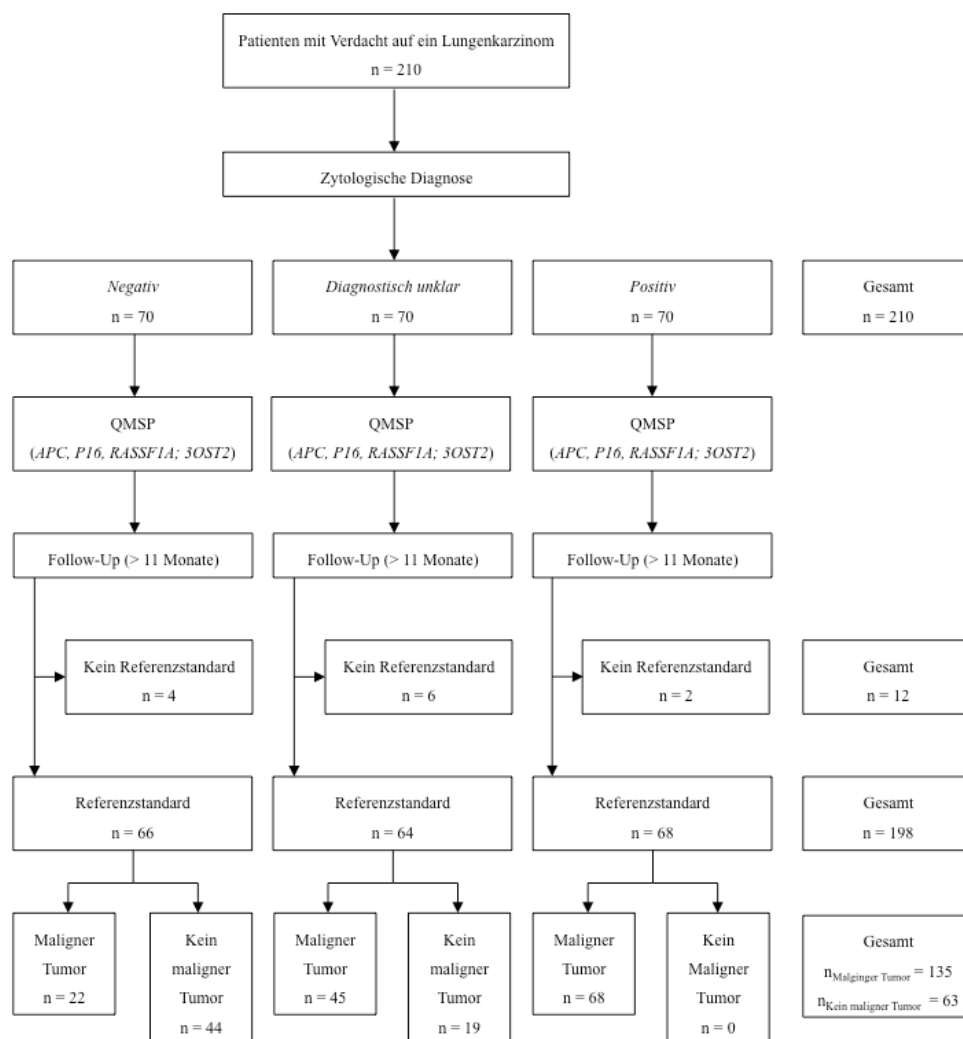 Patienten mit Verdacht auf ein Lungenkarzinom
n = 210
Zytologische Diagnose
Negativ
n = 70
Diagnostisch unklar
n = 70
Positiv
n = 70
Gesamt
n = 210
QMSP
(APC, P16, RASSF1A; 3OST2)
QMSP
(APC, P16, RASSF1A; 3OST2)
QMSP
(APC, P16, RASSF1A; 3OST2)
Follow-Up (> 11 Monate)
Follow-Up (> 11 Monate)
Follow-Up (> 11 Monate)
Kein Referenzstandard
n = 4
Kein Referenzstandard
n = 6
Kein Referenzstandard
n = 2
Gesamt
n = 12
Referenzstandard
n = 66
Referenzstandard
n = 64
Referenzstandard
n = 68
Gesamt
n = 198
Maligner
Tumor
n = 22
Kein
maligner
Tumor
n = 44
Maligner
Tumor
n = 45
Kein
maligner
Tumor
n = 19
Maligner
Tumor
n = 68
Kein
Maligner
Tumor
n = 0
Gesamt
nMalginger Tumor = 135
nKein maligner Tumor = 63